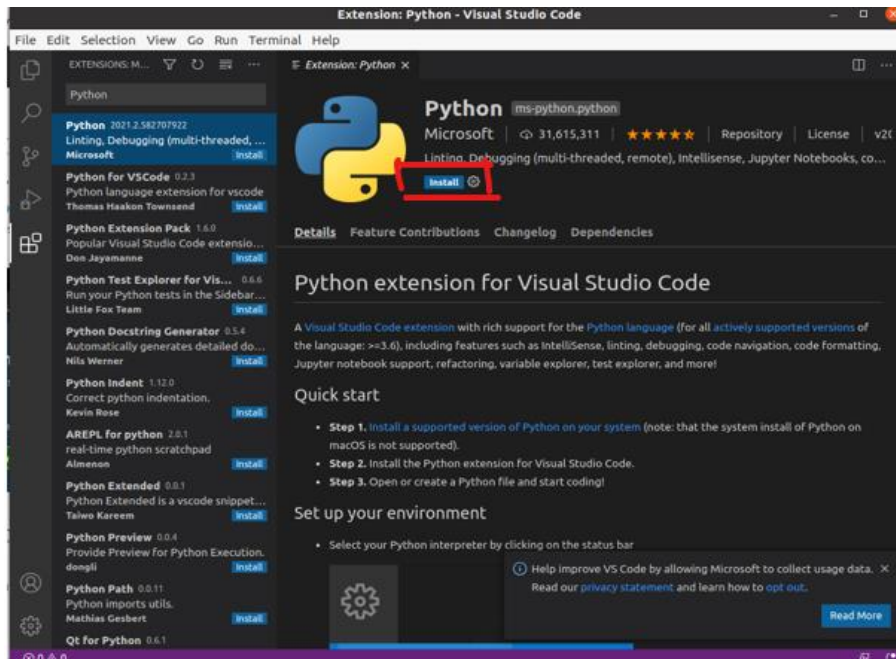 Extension: Python - Visual Studio Code
File Edit Selection View Go Run Terminal Help
EXTENSIONS: M... ...
Extension: Python ×
Python
Python 2021.2.582707922
Linting, Debugging (multi-threaded, ...
Microsoft Install
Python for VSCode 0.2.3
Python language extension for vscode
Thomas Haakon Townsend Install
Python Extension Pack 1.6.0
Popular Visual Studio Code extensio...
Don Jayamanne Install
Python Test Explorer for Vis... 0.6.6
Run your Python tests in the Sidebar...
Little Fox Team Install
Python Docstring Generator 0.5.4
Automatically generates detailed do...
Nils Werner Install
Python Indent 1.12.0
Correct python indentation.
Kevin Rose Install
AREPL for python 2.0.1
real-time python scratchpad
Almenon Install
Python Extended 0.0.1
Python Extended is a vscode snippet...
Taiwo Kareem Install
Python Preview 0.0.4
Provide Preview for Python Execution.
dongli Install
Python Path 0.0.11
Python imports utils.
Mathias Gesbert Install
Qt for Python 0.6.1
Python ms-python.python
Microsoft 31,615,311 Repository License
Linting, Debugging (multi-threaded, remote), Intellisense, Jupyter Notebooks, co...
Install
Details Feature Contributions Changelog Dependencies
Python extension for Visual Studio Code
A Visual Studio Code extension with rich support for the Python language (for all actively supported versions of
the language: >=3.6), including features such as IntelliSense, linting, debugging, code navigation, code formatting,
Jupyter notebook support, refactoring, variable explorer, test explorer, and more!
Quick start
• Step 1. Install a supported version of Python on your system (note: that the system install of Python on
macOS is not supported).
• Step 2. Install the Python extension for Visual Studio Code.
• Step 3. Open or create a Python file and start coding!
Set up your environment
• Select your Python interpreter by clicking on the status bar
Help improve VS Code by allowing Microsoft to collect usage data. ×
Read our privacy statement and learn how to opt out.
Read More